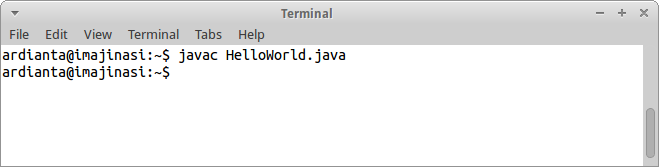 Terminal
File Edit View Terminal Tabs Help
ardianta@imajinasi:~$ javac HelloWorld.java
ardianta@imajinasi:~$